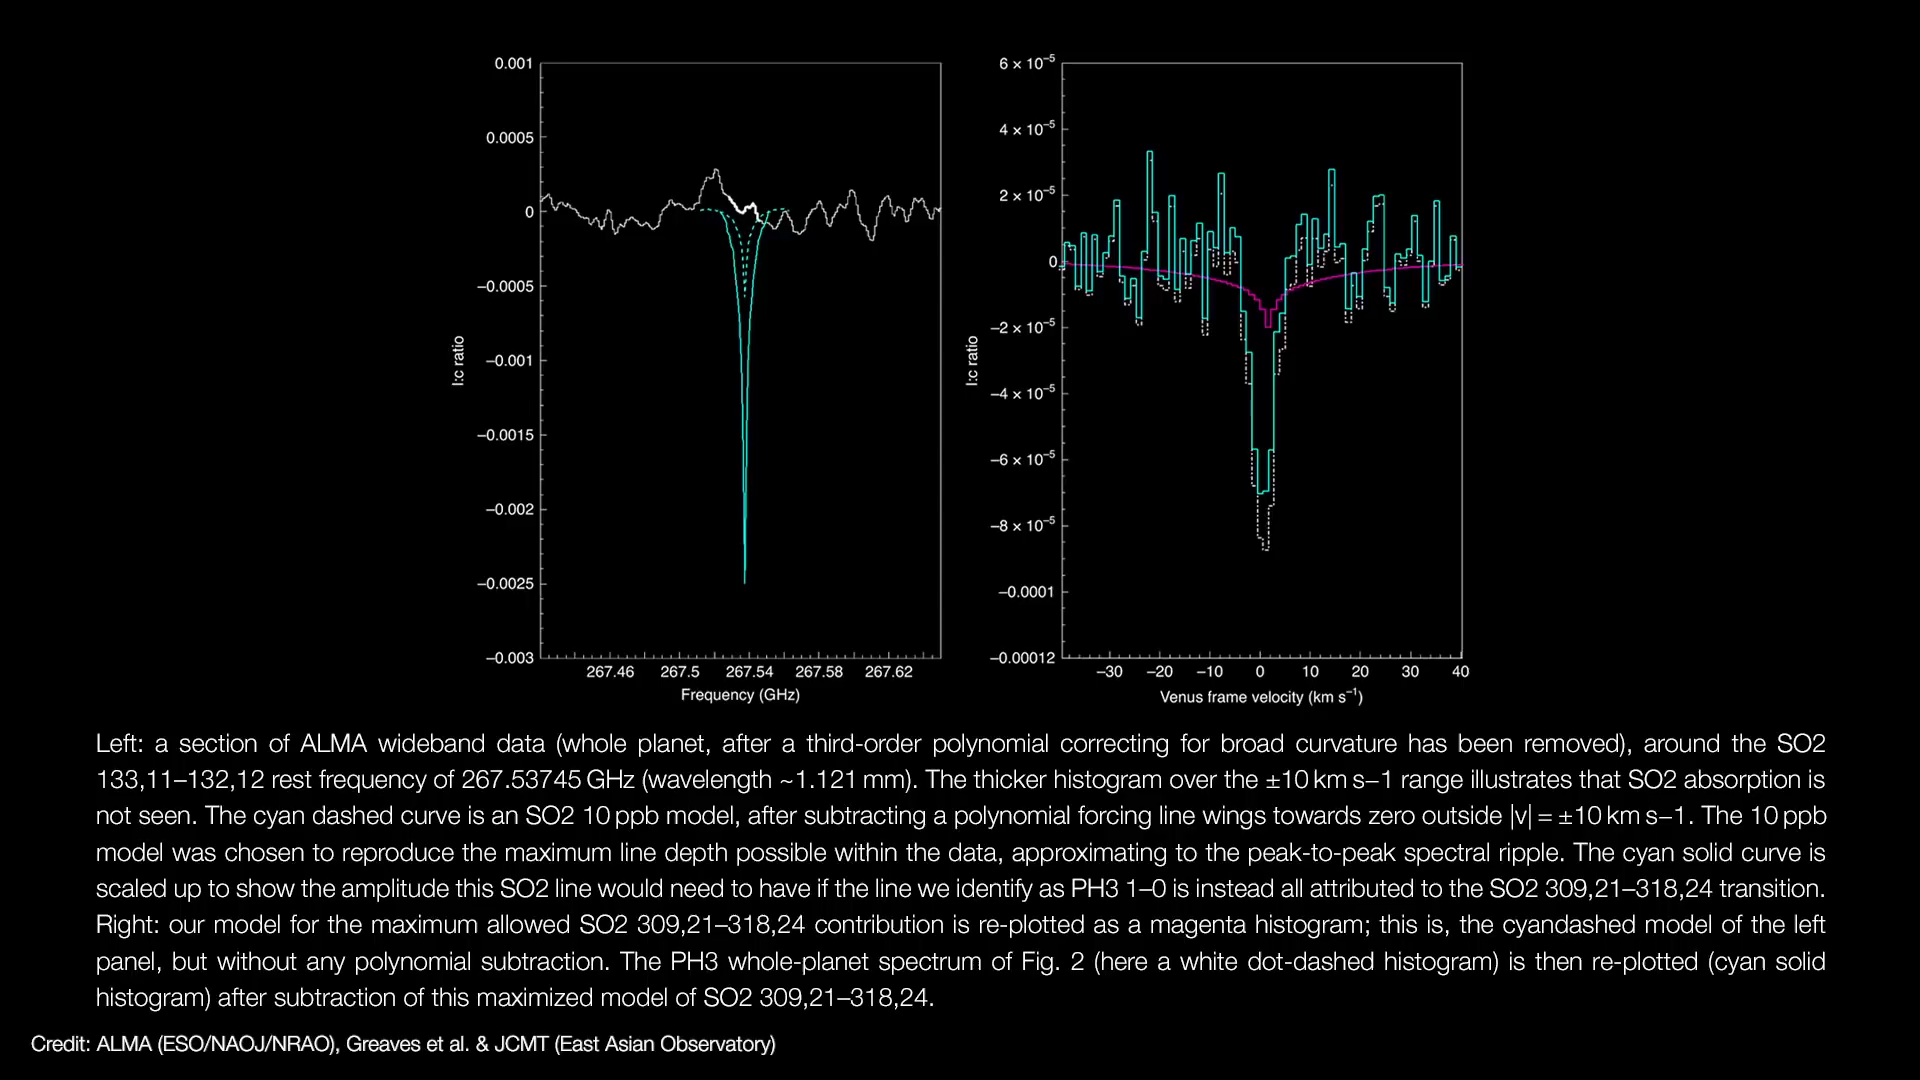 0.001
0.0005
0
–0.0005
–0.001
–0.0015
–0.002
–0.0025
–0.003
l:c ratio
267.46 267.5 267.54 267.58 267.62
Frequency (GHz)
6 × 10⁻⁵
4 × 10⁻⁵
2 × 10⁻⁵
0
–2 × 10⁻⁵
–4 × 10⁻⁵
–6 × 10⁻⁵
–8 × 10⁻⁵
–0.0001
–0.00012
l:c ratio
–30 –20 –10 0 10 20 30 40
Venus frame velocity (km s⁻¹)
Left: a section of ALMA wideband data (whole planet, after a third-order polynomial correcting for broad curvature has been removed), around the SO2
133,11–132,12 rest frequency of 267.53745 GHz (wavelength ~1.121 mm). The thicker histogram over the ±10 km s−1 range illustrates that SO2 absorption is
not seen. The cyan dashed curve is an SO2 10 ppb model, after subtracting a polynomial forcing line wings towards zero outside |v| = ±10 km s−1. The 10 ppb
model was chosen to reproduce the maximum line depth possible within the data, approximating to the peak-to-peak spectral ripple. The cyan solid curve is
scaled up to show the amplitude this SO2 line would need to have if the line we identify as PH3 1–0 is instead all attributed to the SO2 309,21–318,24 transition.
Right: our model for the maximum allowed SO2 309,21–318,24 contribution is re-plotted as a magenta histogram; this is, the cyandashed model of the left
panel, but without any polynomial subtraction. The PH3 whole-planet spectrum of Fig. 2 (here a white dot-dashed histogram) is then re-plotted (cyan solid
histogram) after subtraction of this maximized model of SO2 309,21–318,24.
Credit: ALMA (ESO/NAOJ/NRAO), Greaves et al. & JCMT (East Asian Observatory)